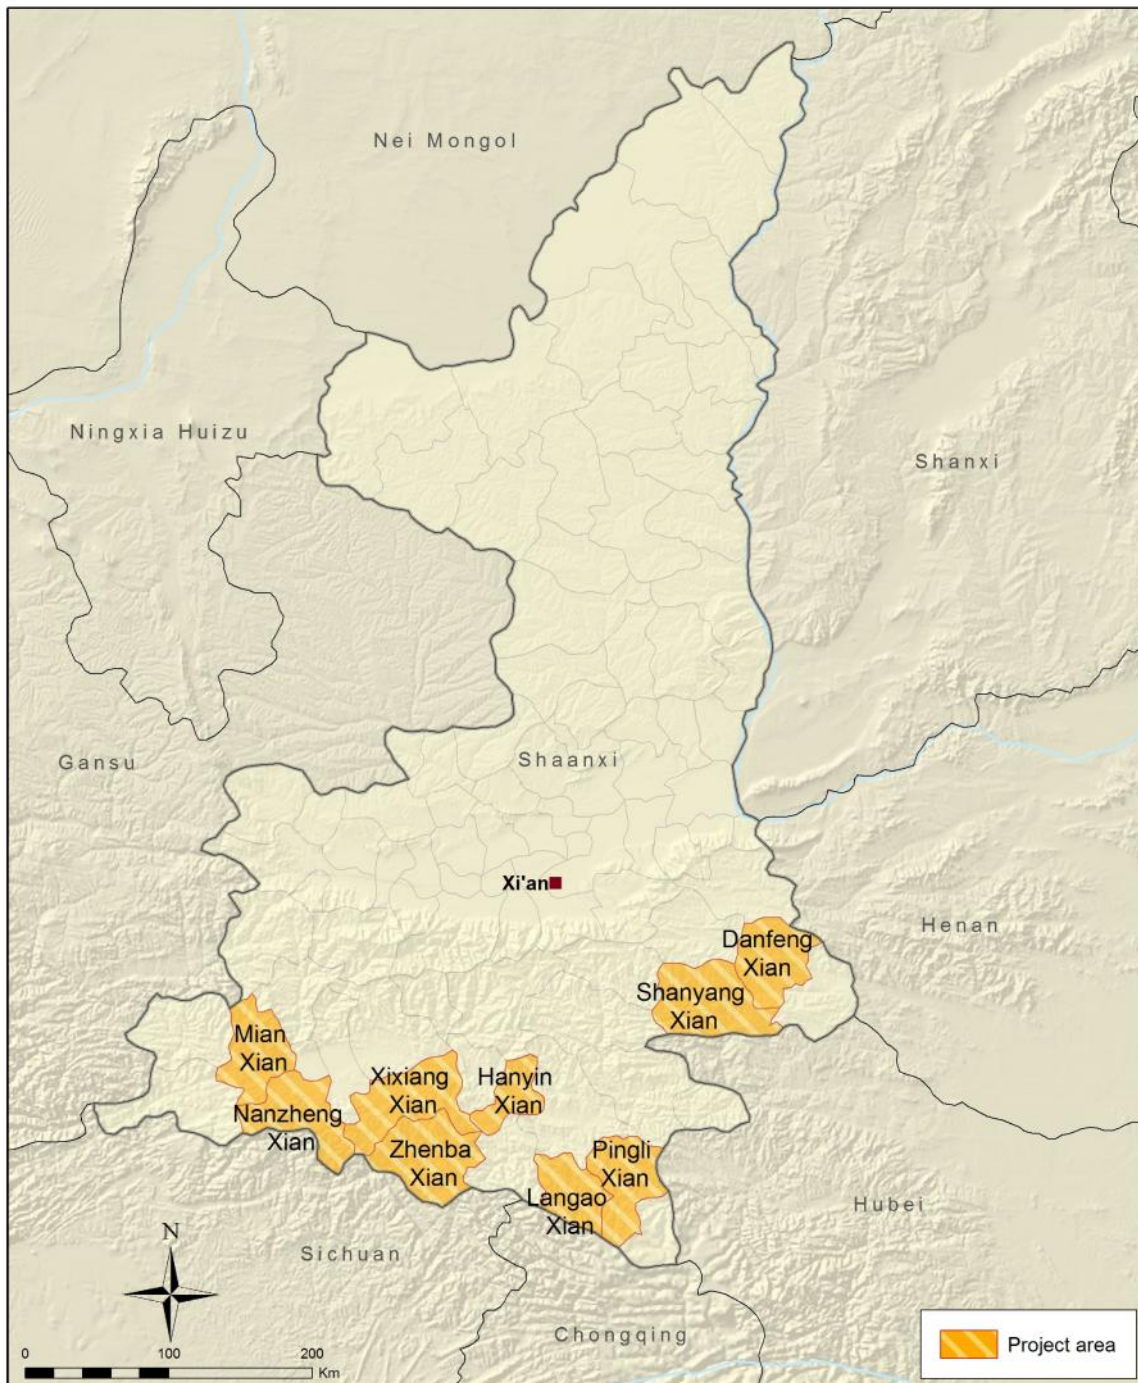 Nei Mongol
Ningxia Huizu
Shanxi
Gansu
Shaanxi
Xi'an
Henan
Danfeng
Xian
Shanyang
Xian
Mian
Xian
Xixiang
Xian
Hanyin
Xian
Nanzheng
Xian
Zhenba
Xian
Pingli
Xian
Langao
Xian
Hubei
N
Sichuan
Chongqing
Project area
0 100 200
Km